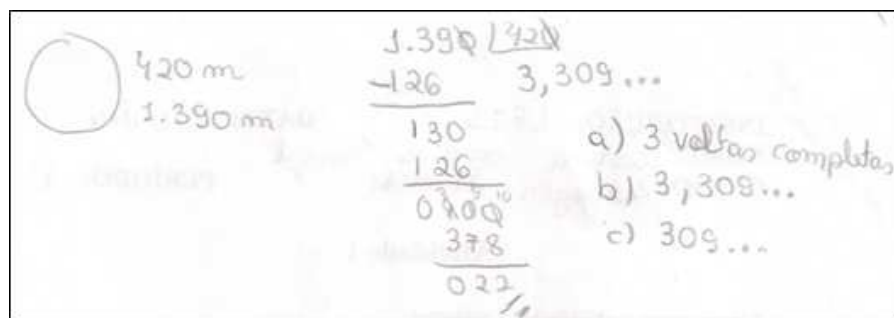 420 m
1.390 m
1.390 | 420
-126 3,309...
130
126
0400
378
022
a) 3 voltas completas
b) 3,309...
c) 309...